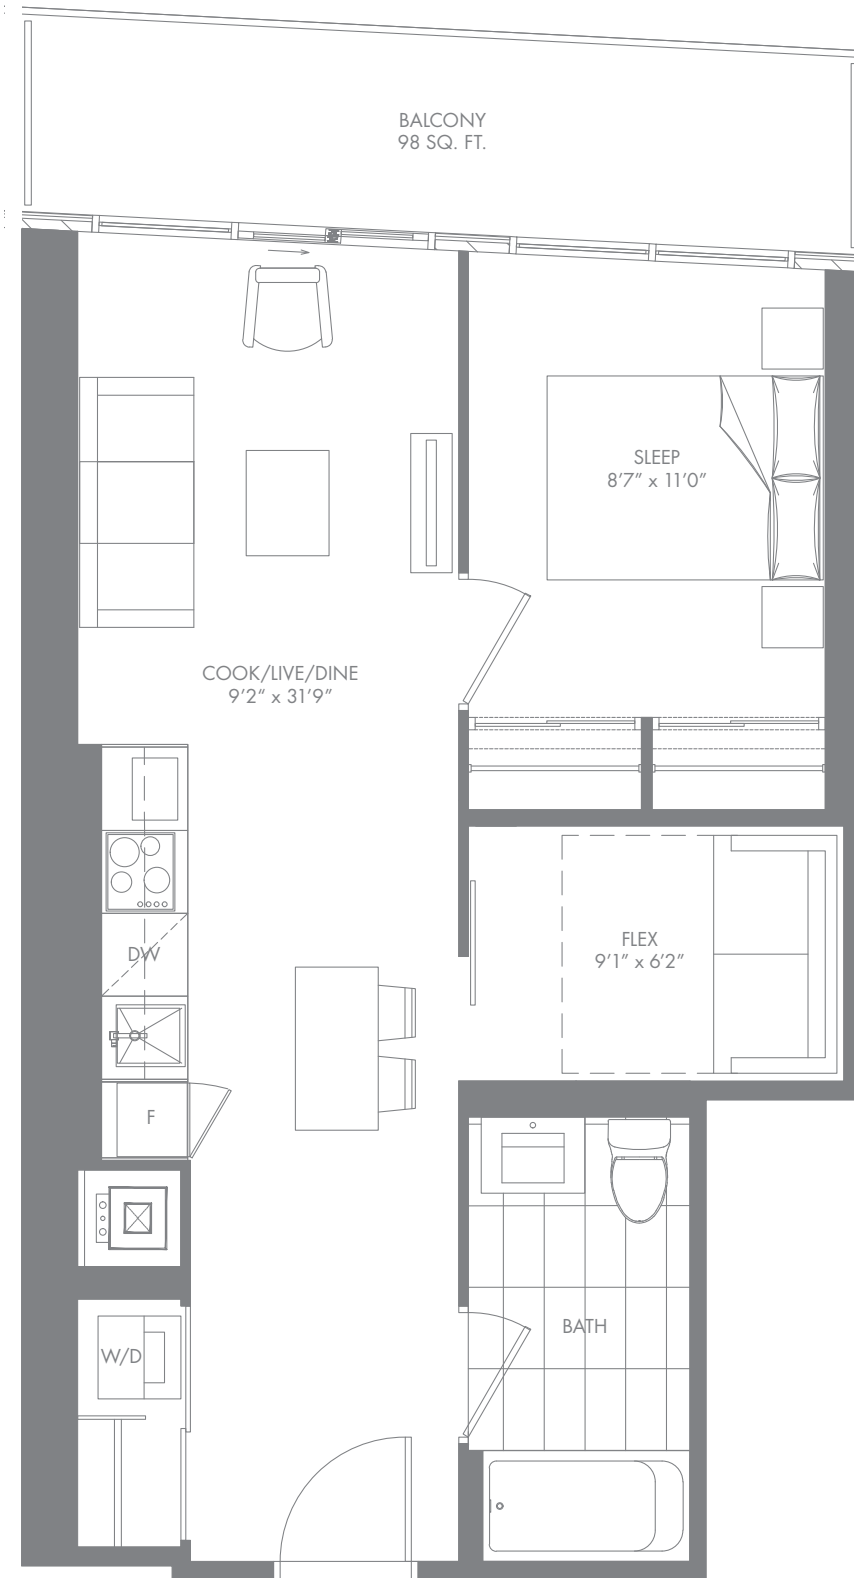 BALCONY
98 SQ. FT.
SLEEP
8’7” x 11’0”
COOK/LIVE/DINE
9’2“ x 31’9”
DW
FLEX
9’1” x 6’2”
F
BATH
W/D